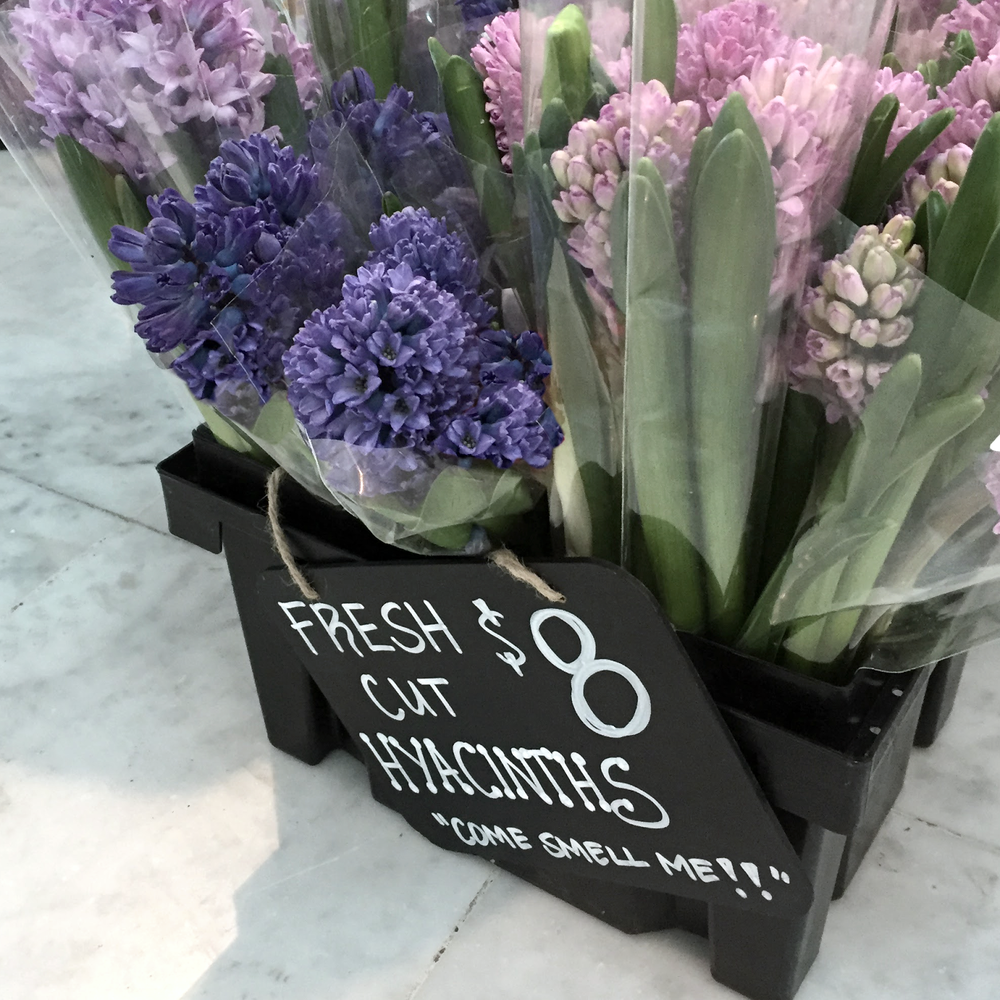 FRESH $8
CUT
HYACINTHS
"COME SMELL ME!!"